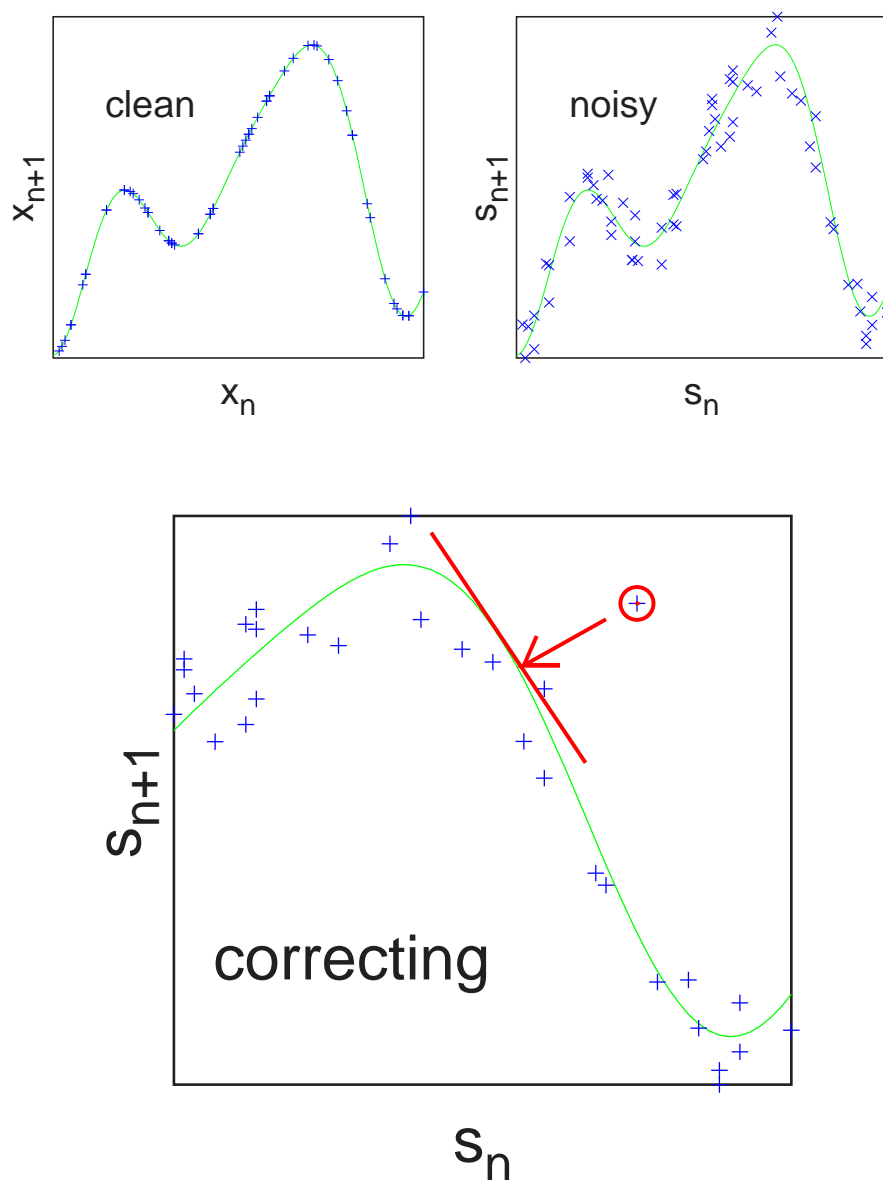 clean
x_{n+1}
x_n
noisy
s_{n+1}
s_n
correcting
s_{n+1}
s_n